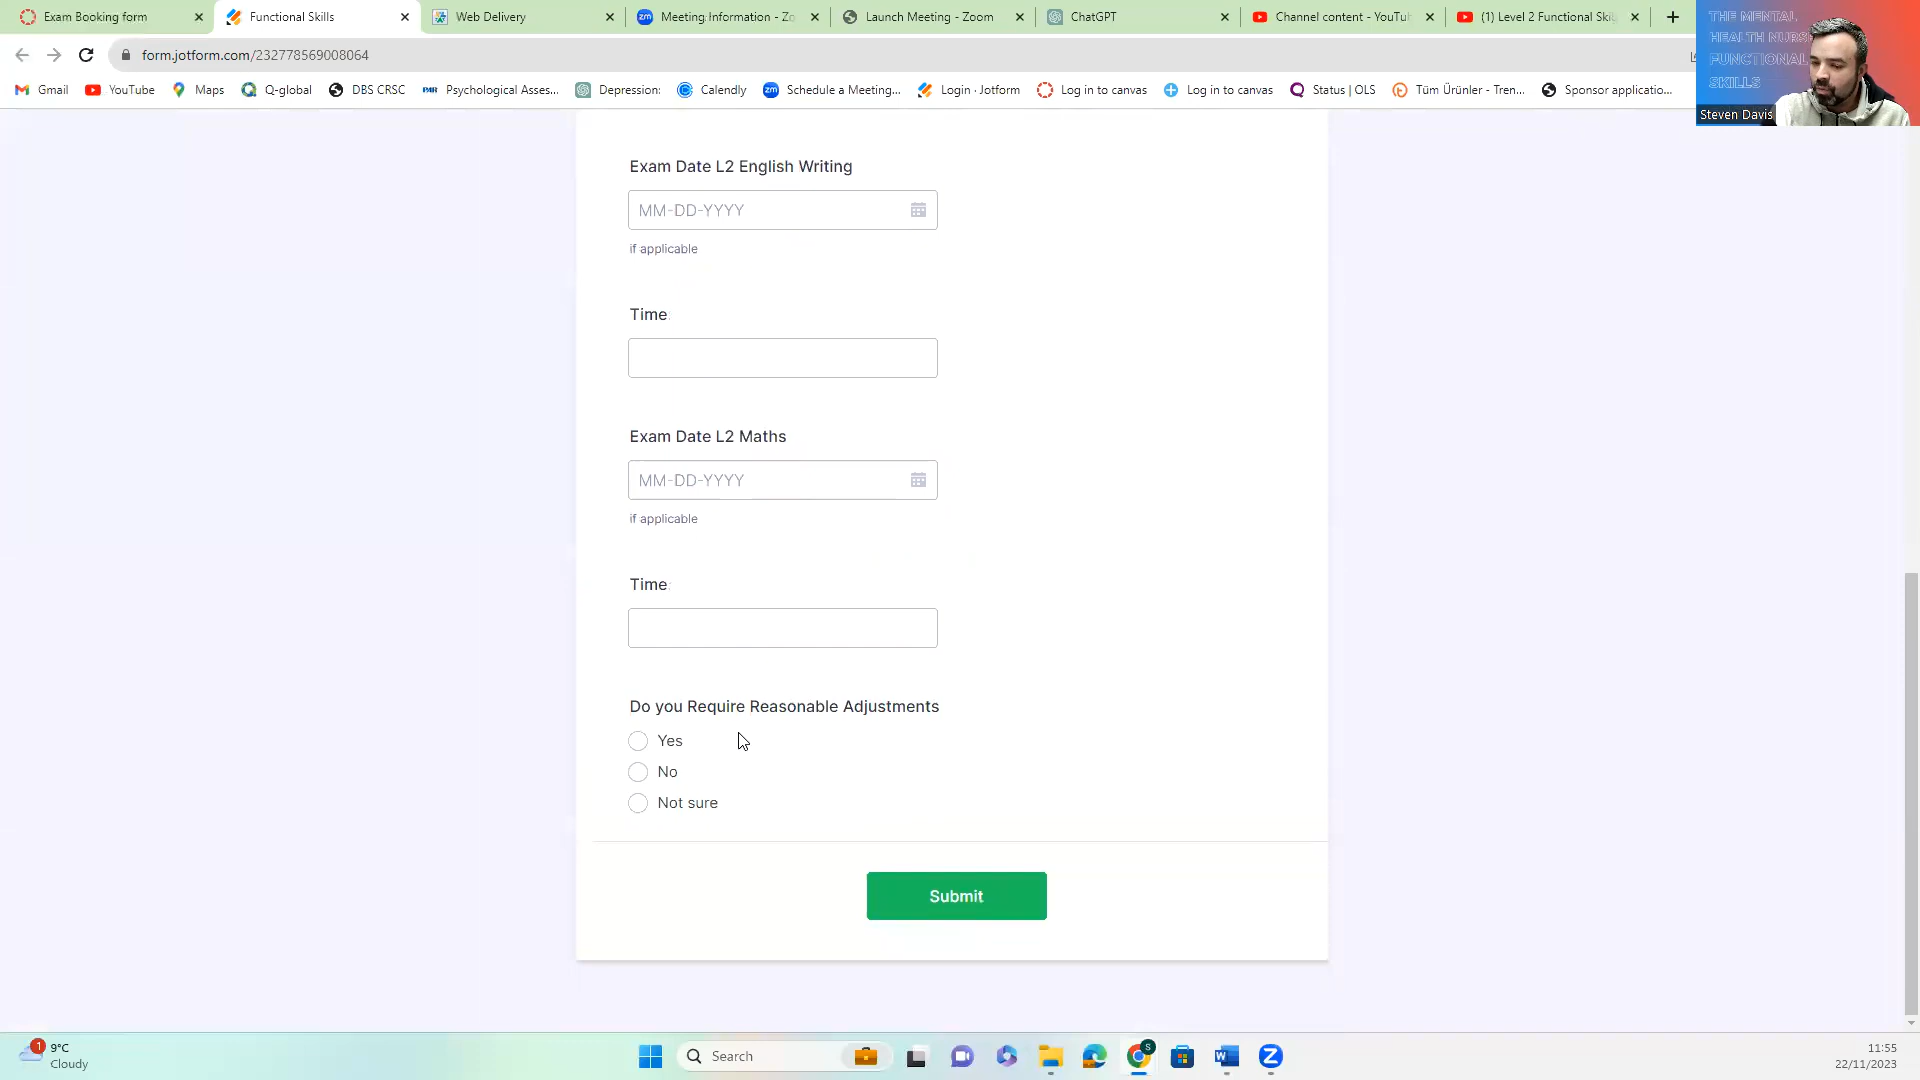 Exam Booking form
Functional Skills
Web Delivery
Meeting Information - Zo
Launch Meeting - Zoom
ChatGPT
Channel content - YouTu
(1) Level 2 Functional Skil
form.jotform.com/232778569008064
Gmail
YouTube
Maps
Q-global
DBS CRSC
PAR
Psychological Asses...
Depression:
Calendly
zm
Schedule a Meeting...
Login · Jotform
Log in to canvas
Log in to canvas
Status | OLS
Tüm Ürünler - Tren...
Sponsor applicatio...
THE MENTAL
HEALTH NURS
FUNCTIONAL
SKILLS
Steven Davis
Exam Date L2 English Writing
MM-DD-YYYY
if applicable
Time
Exam Date L2 Maths
MM-DD-YYYY
if applicable
Time
Do you Require Reasonable Adjustments
Yes
No
Not sure
Submit
1
9°C
Cloudy
Search
S
11:55
22/11/2023